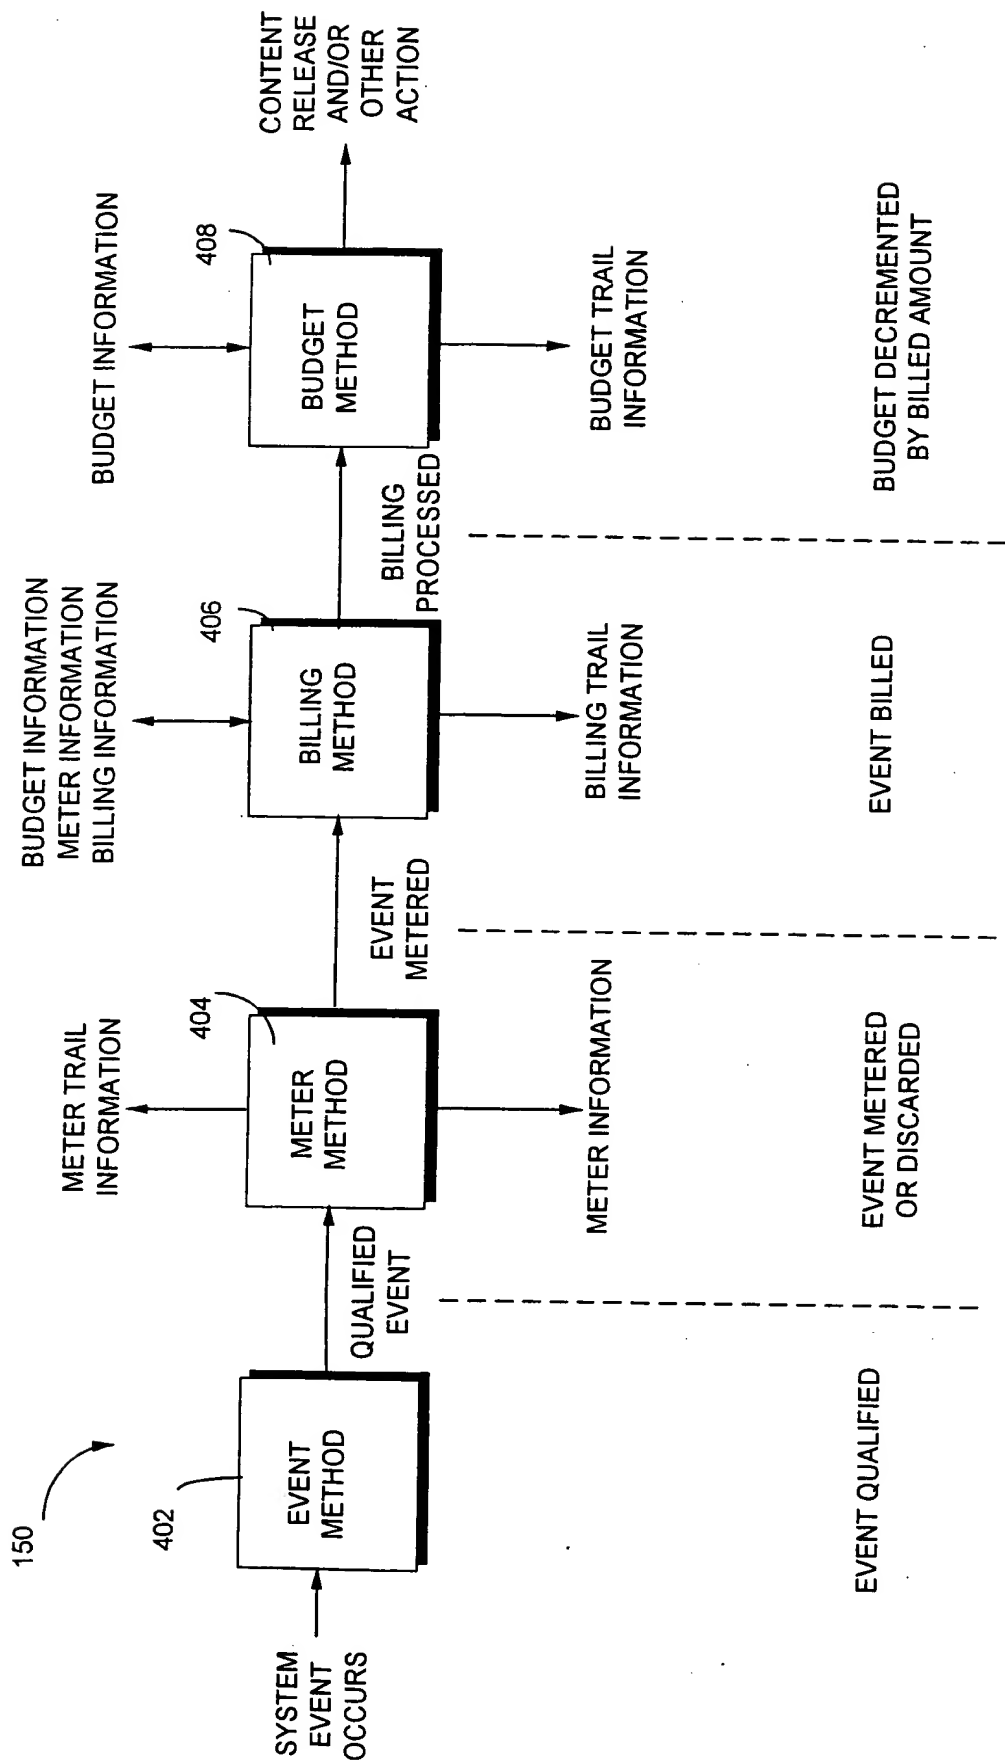 150
SYSTEM
EVENT
OCCURS
402
EVENT
METHOD
QUALIFIED
EVENT
EVENT QUALIFIED
METER TRAIL
INFORMATION
404
METER
METHOD
EVENT
METERED
METER INFORMATION
EVENT METERED
OR DISCARDED
BUDGET INFORMATION
METER INFORMATION
BILLING INFORMATION
406
BILLING
METHOD
BILLING
PROCESSED
BILLING TRAIL
INFORMATION
EVENT BILLED
BUDGET INFORMATION
408
BUDGET
METHOD
BUDGET TRAIL
INFORMATION
BUDGET DECREMENTED
BY BILLED AMOUNT
CONTENT
RELEASE
AND/OR
OTHER
ACTION